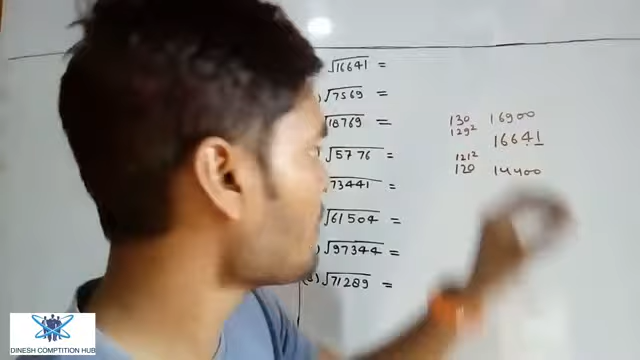 √16641 =
) √7569 =
√18769 =
√5776 =
√73441 =
√61504 =
) √97344 =
) √71289 =
130 16900
129²
16641
121²
120 14400
DINESH COMPTITION HUB